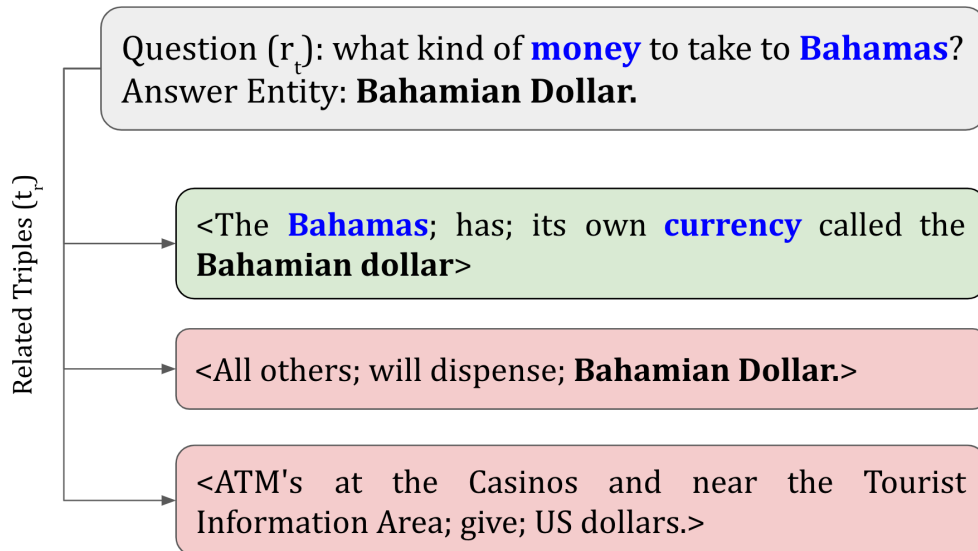 Question (r_t): what kind of money to take to Bahamas?
Answer Entity: Bahamian Dollar.
Related Triples (t_r)
<The Bahamas; has; its own currency called the
Bahamian dollar>
<All others; will dispense; Bahamian Dollar.>
<ATM's at the Casinos and near the Tourist
Information Area; give; US dollars.>